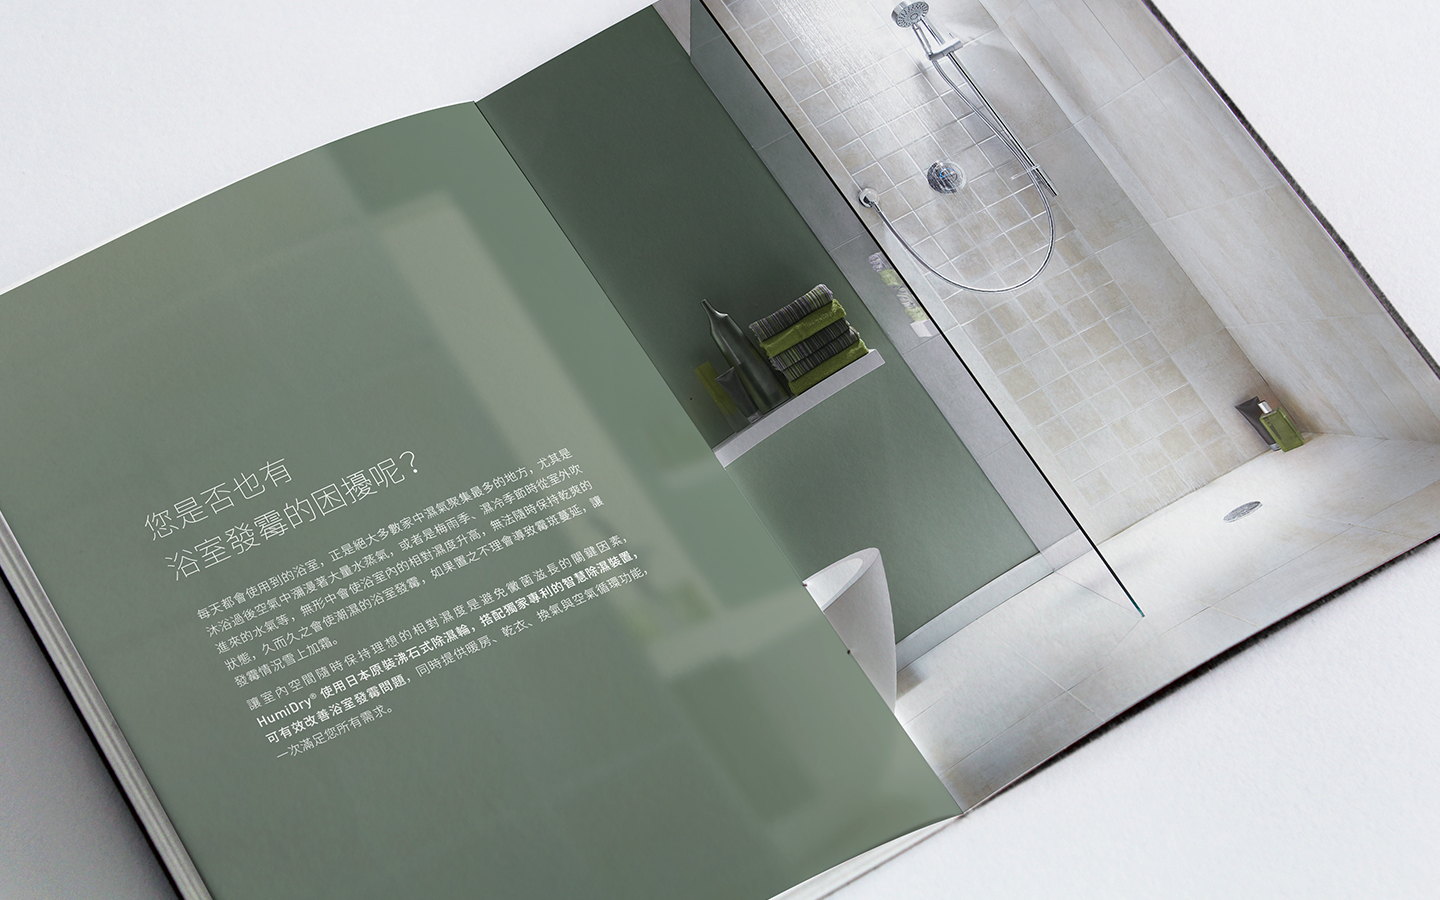 您是否也有
浴室發霉的困擾呢？
每天都會使用到的浴室，正是絕大多數家中濕氣聚集最多的地方，尤其是
沐浴過後空氣中瀰漫著大量水蒸氣，或者是梅雨季、濕冷季節時從室外吹
進來的水氣等，無形中會使浴室內的相對濕度升高，無法隨時保持乾爽的
狀態，久而久之會使潮濕的浴室發霉，如果置之不理會導致霉斑蔓延，讓
發霉情況雪上加霜。
讓室內空間隨時保持理想的相對濕度是避免黴菌滋長的關鍵因素，
HumiDry® 使用日本原裝沸石式除濕輪，搭配獨家專利的智慧除濕裝置，
可有效改善浴室發霉問題，同時提供暖房、乾衣、換氣與空氣循環功能，
一次滿足您所有需求。